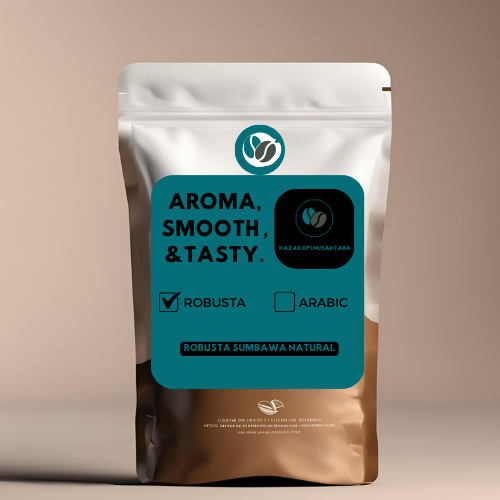 AROMA,
SMOOTH,
&TASTY.
KAZAKOPINUSANTARA
ROBUSTA
ARABIC
ROBUSTA SUMBAWA NATURAL